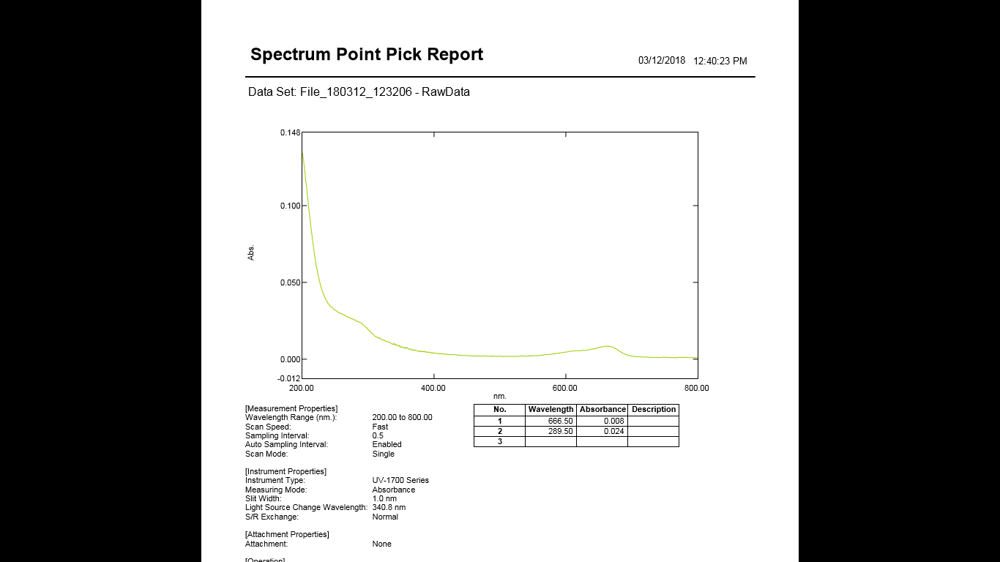 Spectrum Point Pick Report
03/12/2018 12:40:23 PM
Data Set: File_180312_123206 - RawData
0.148
0.100
Abs.
0.050
0.000
-0.012
200.00 400.00 600.00 800.00
nm.
[Measurement Properties]
Wavelength Range (nm.): 200.00 to 800.00
Scan Speed: Fast
Sampling Interval: 0.5
Auto Sampling Interval: Enabled
Scan Mode: Single
No. Wavelength Absorbance Description
1 666.50 0.008
2 289.50 0.024
3
[Instrument Properties]
Instrument Type: UV-1700 Series
Measuring Mode: Absorbance
Slit Width: 1.0 nm
Light Source Change Wavelength: 340.8 nm
S/R Exchange: Normal
[Attachment Properties]
Attachment: None
[Operation]